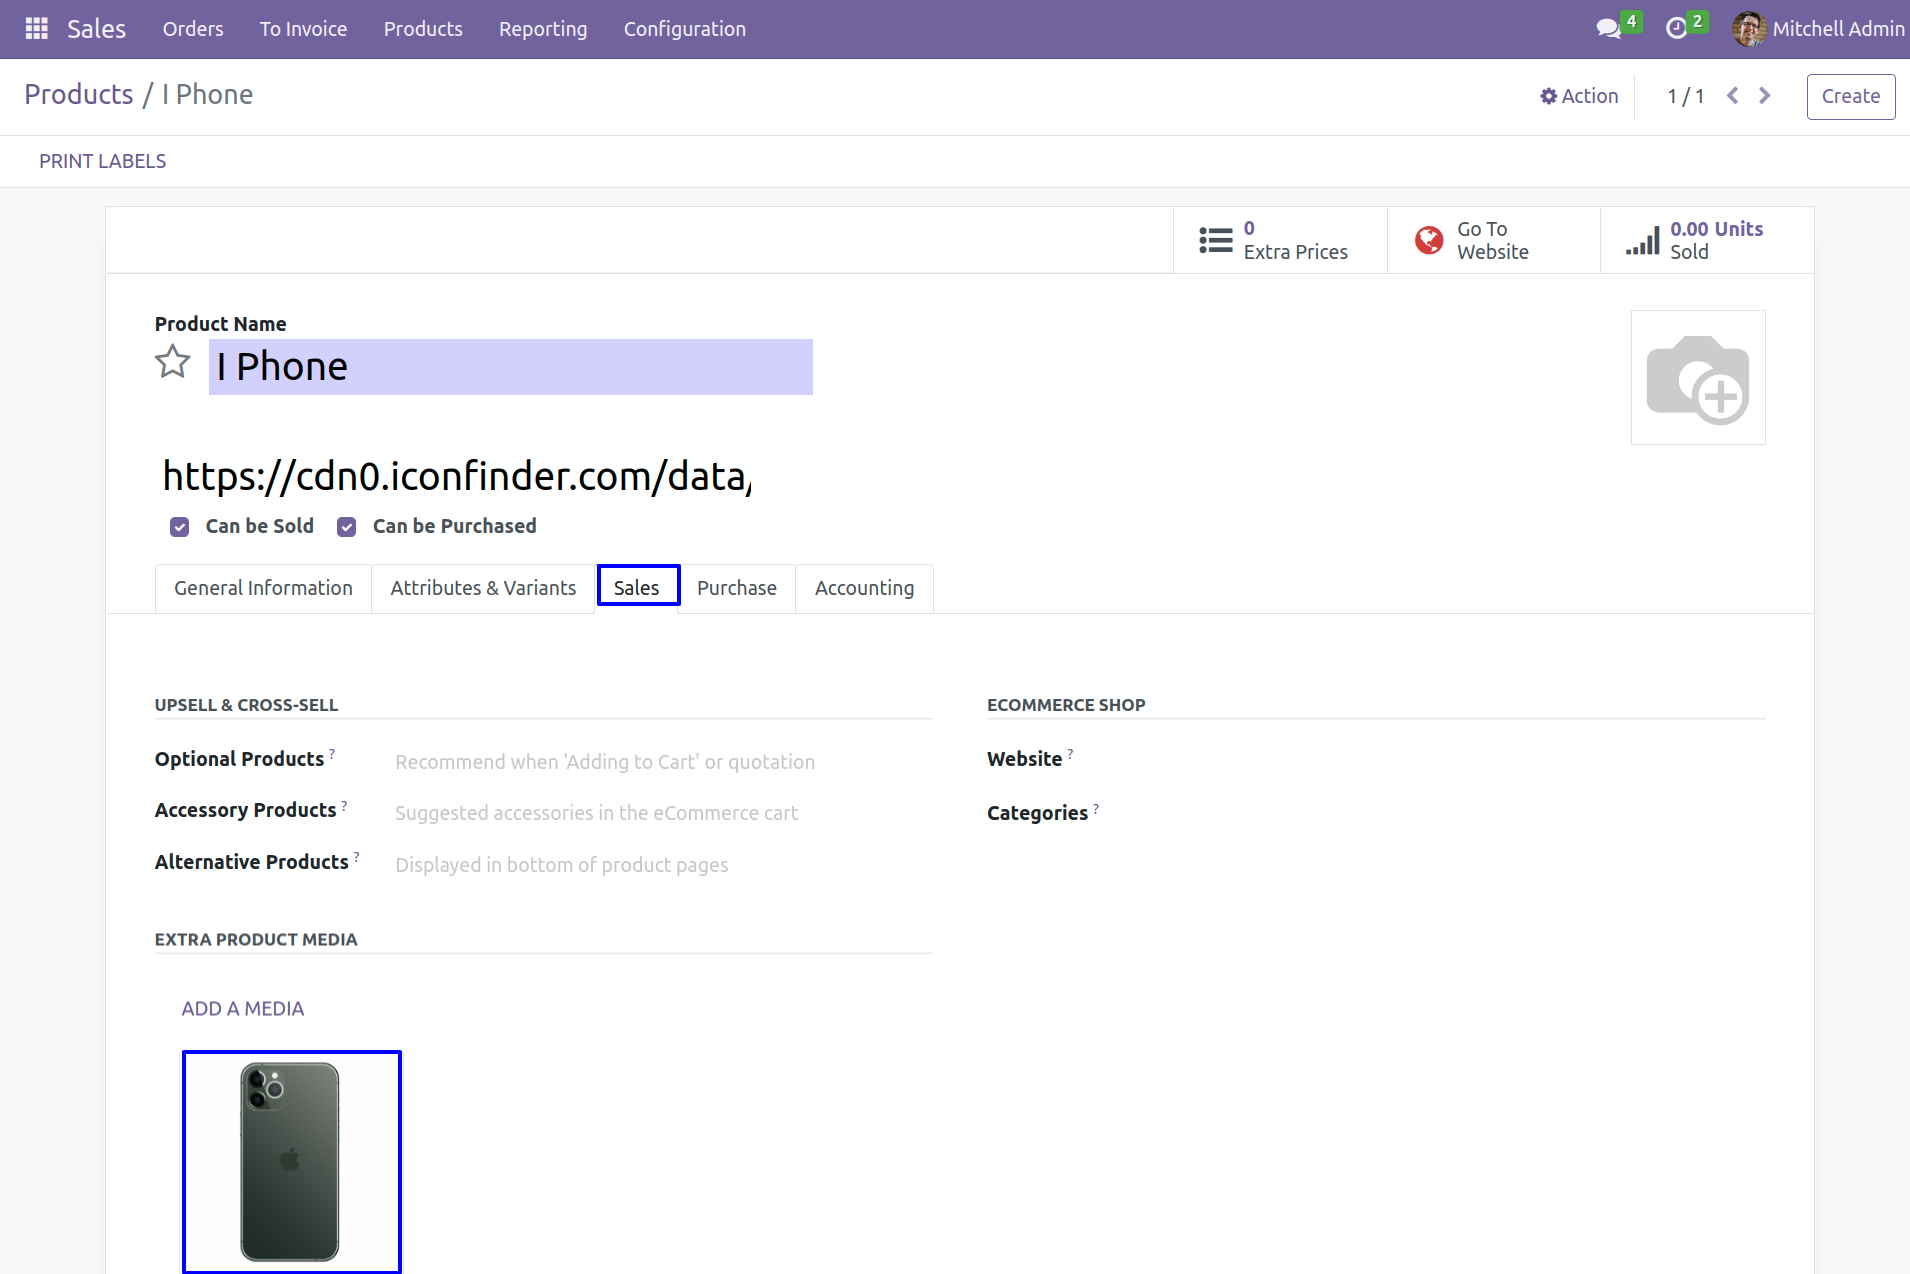 Sales Orders To Invoice Products Reporting Configuration 4 2 Mitchell Admin
Products / I Phone Action 1 / 1 Create
PRINT LABELS
0 Extra Prices
Go To Website
0.00 Units Sold
Product Name
I Phone
https://cdn0.iconfinder.com/data/
Can be Sold Can be Purchased
General Information Attributes & Variants Sales Purchase Accounting
UPSELL & CROSS-SELL
Optional Products ? Recommend when 'Adding to Cart' or quotation
Accessory Products ? Suggested accessories in the eCommerce cart
Alternative Products ? Displayed in bottom of product pages
ECOMMERCE SHOP
Website ?
Categories ?
EXTRA PRODUCT MEDIA
ADD A MEDIA